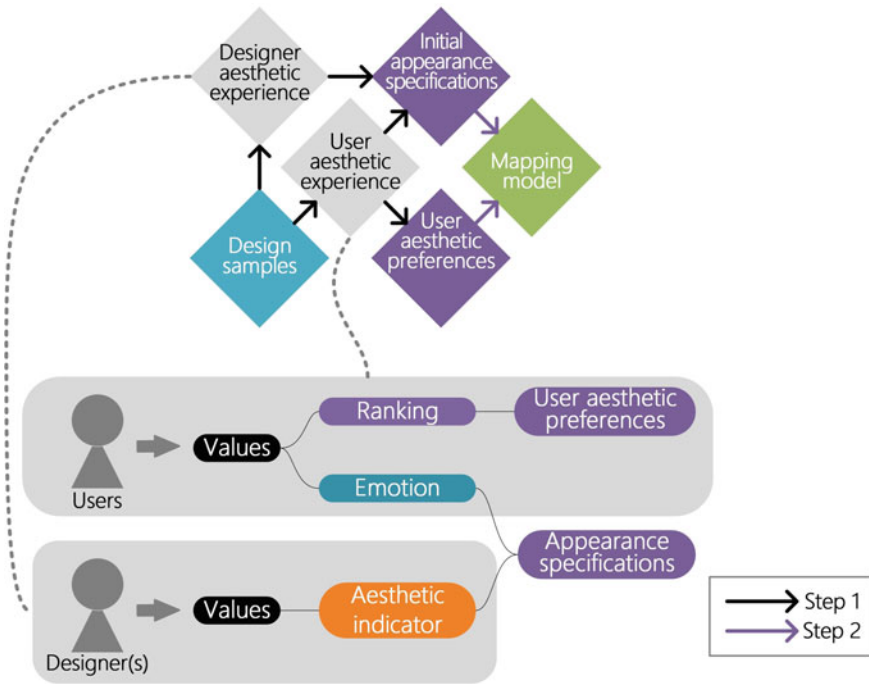 Designer
aesthetic
experience
Initial
appearance
specifications
User
aesthetic
experience
Mapping
model
Design
samples
User
aesthetic
preferences
Users
Values
Ranking
User aesthetic
preferences
Emotion
Appearance
specifications
Designer(s)
Values
Aesthetic
indicator
Step 1
Step 2